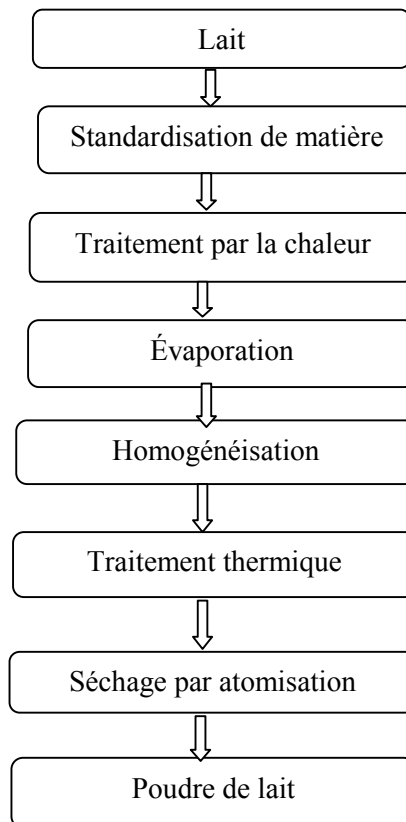 Lait
Standardisation de matière
Traitement par la chaleur
Évaporation
Homogénéisation
Traitement thermique
Séchage par atomisation
Poudre de lait